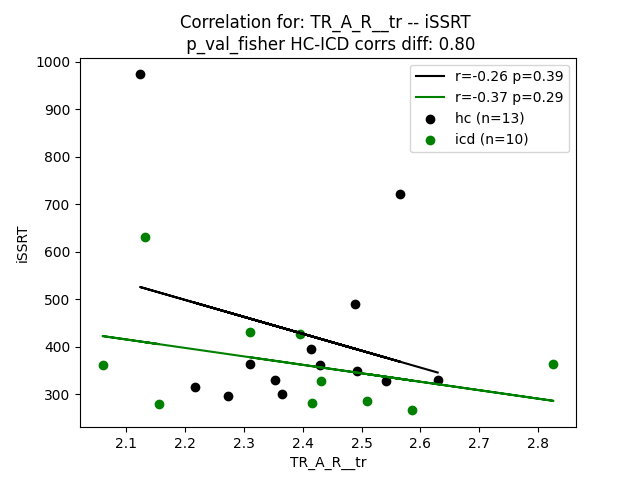 Correlation for: TR_A_R__tr -- iSSRT
p_val_fisher HC-ICD corrs diff: 0.80
r=-0.26 p=0.39
r=-0.37 p=0.29
hc (n=13)
icd (n=10)
iSSRT
1000
900
800
700
600
500
400
300
2.1 2.2 2.3 2.4 2.5 2.6 2.7 2.8
TR_A_R__tr